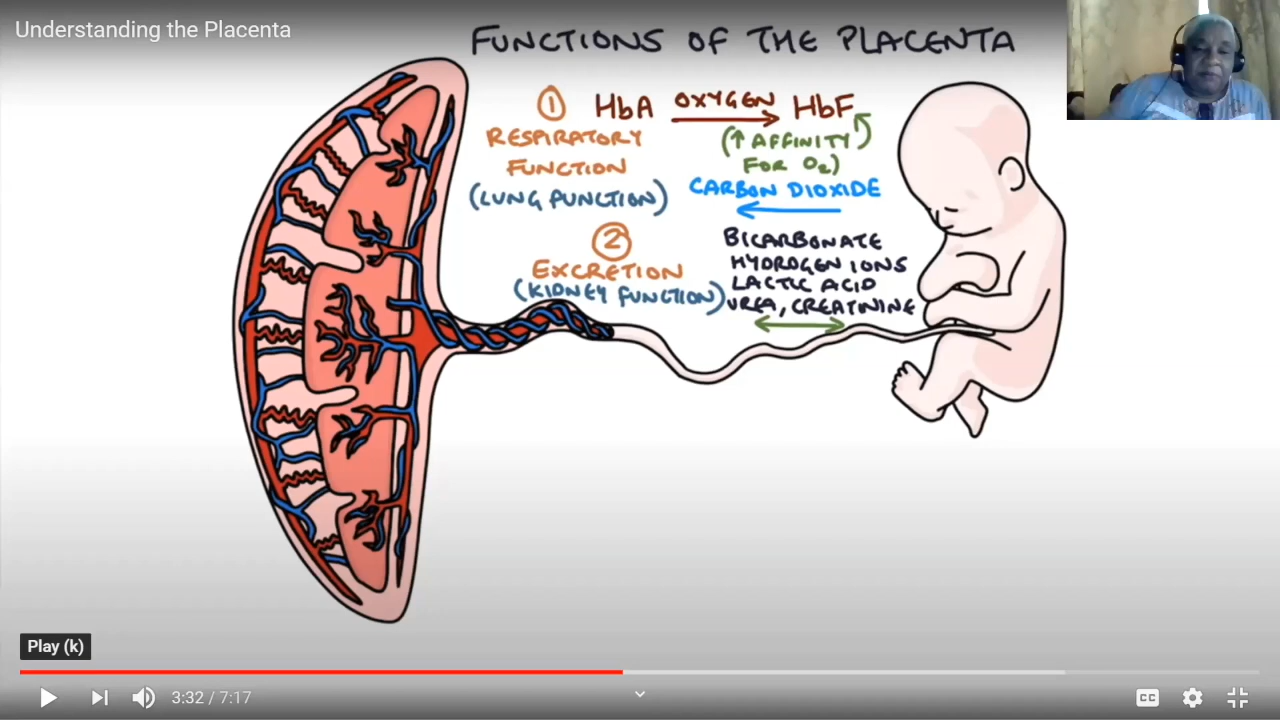 Understanding the Placenta
FUNCTIONS OF THE PLACENTA
1
RESPIRATORY
FUNCTION
(LUNG FUNCTION)
HbA OXYGEN HbF
(↑ AFFINITY
FOR O₂)
CARBON DIOXIDE
2
EXCRETION
(KIDNEY FUNCTION)
BICARBONATE
HYDROGEN IONS
LACTIC ACID
UREA, CREATININE
Play (k)
3:32 / 7:17
CC